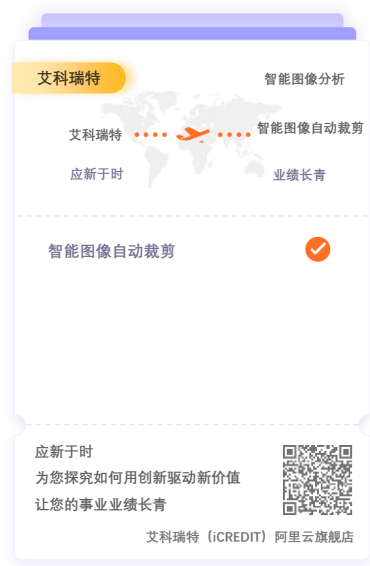 艾科瑞特
智能图像分析
艾科瑞特
智能图像自动裁剪
应新于时
业绩长青
智能图像自动裁剪
应新于时
为您探究如何用创新驱动新价值
让您的事业业绩长青
艾科瑞特（iCREDIT）阿里云旗舰店